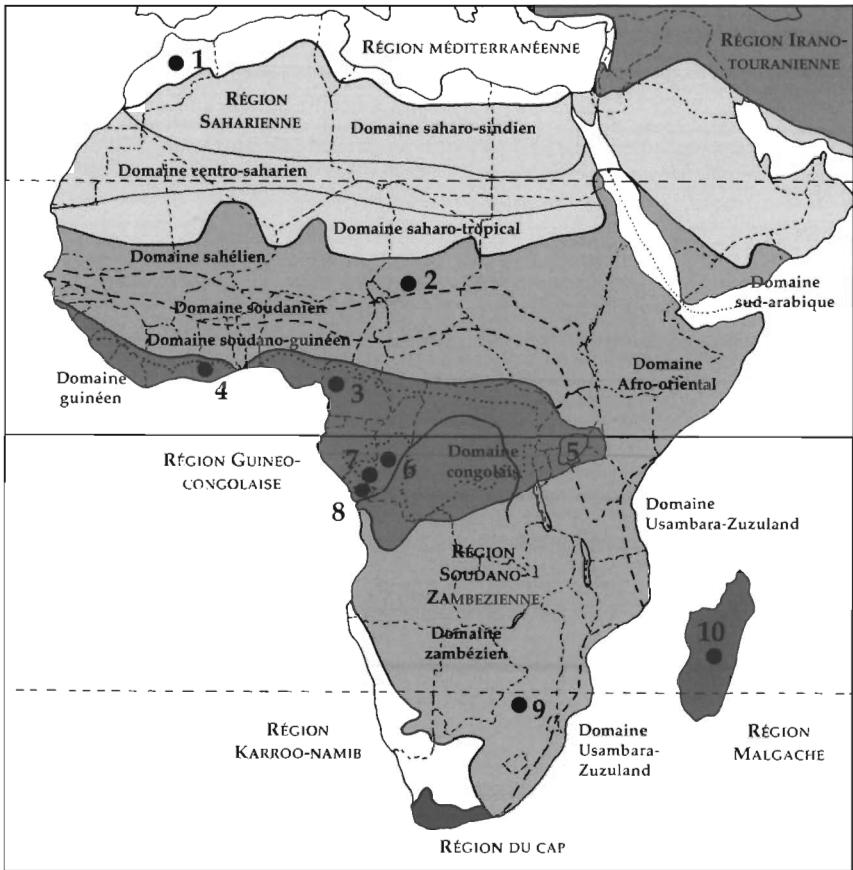 1
RÉGION MÉDITERRANÉENNE
RÉGION IRANO-
TOURANIENNE
RÉGION
SAHARIENNE
Domaine saharo-sindien
Domaine centro-saharien
Domaine saharo-tropical
Domaine sahélien
2
Domaine
sud-arabique
Domaine soudanien
Domaine soudano-guinéen
Domaine
Afro-oriental
Domaine
guinéen
4
3
RÉGION GUINEO-
CONGOLAISE
7
6
8
Domaine
congolais
5
Domaine
Usambara-Zuzuland
RÉGION
SOUDANO-
ZAMBEZIENNE
Domaine
zambézien
10
9
RÉGION
KARROO-NAMIB
Domaine
Usambara-
Zuzuland
RÉGION
MALGACHE
RÉGION DU CAP